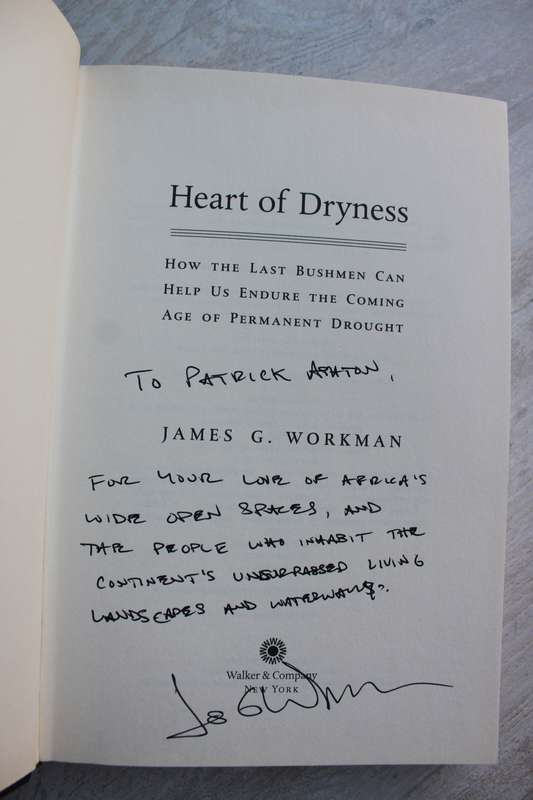 Heart of Dryness
HOW THE LAST BUSHMEN CAN
HELP US ENDURE THE COMING
AGE OF PERMANENT DROUGHT
TO PATRICK ASHTON,
JAMES G. WORKMAN
FOR YOUR LOVE OF AFRICA'S
WIDE OPEN SPACES, AND
THE PEOPLE WHO INHABIT THE
CONTINENT'S UNSURPASSED LIVING
LANDSCAPES AND
Walker & Company
NEW YORK